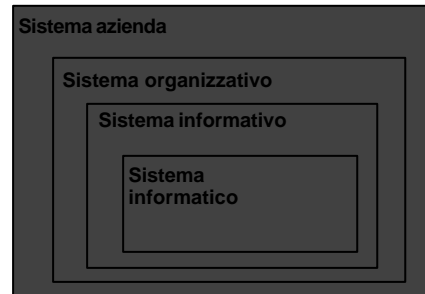 Sistema azienda
Sistema organizzativo
Sistema informativo
Sistema
informatico